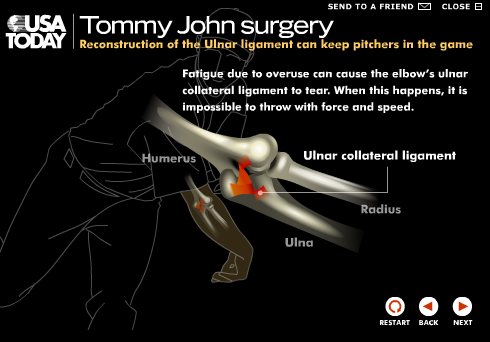 SEND TO A FRIEND CLOSE
USA TODAY
Tommy John surgery
Reconstruction of the Ulnar ligament can keep pitchers in the game
Fatigue due to overuse can cause the elbow's ulnar
collateral ligament to tear. When this happens, it is
impossible to throw with force and speed.
Humerus
Ulnar collateral ligament
Radius
Ulna
RESTART BACK NEXT